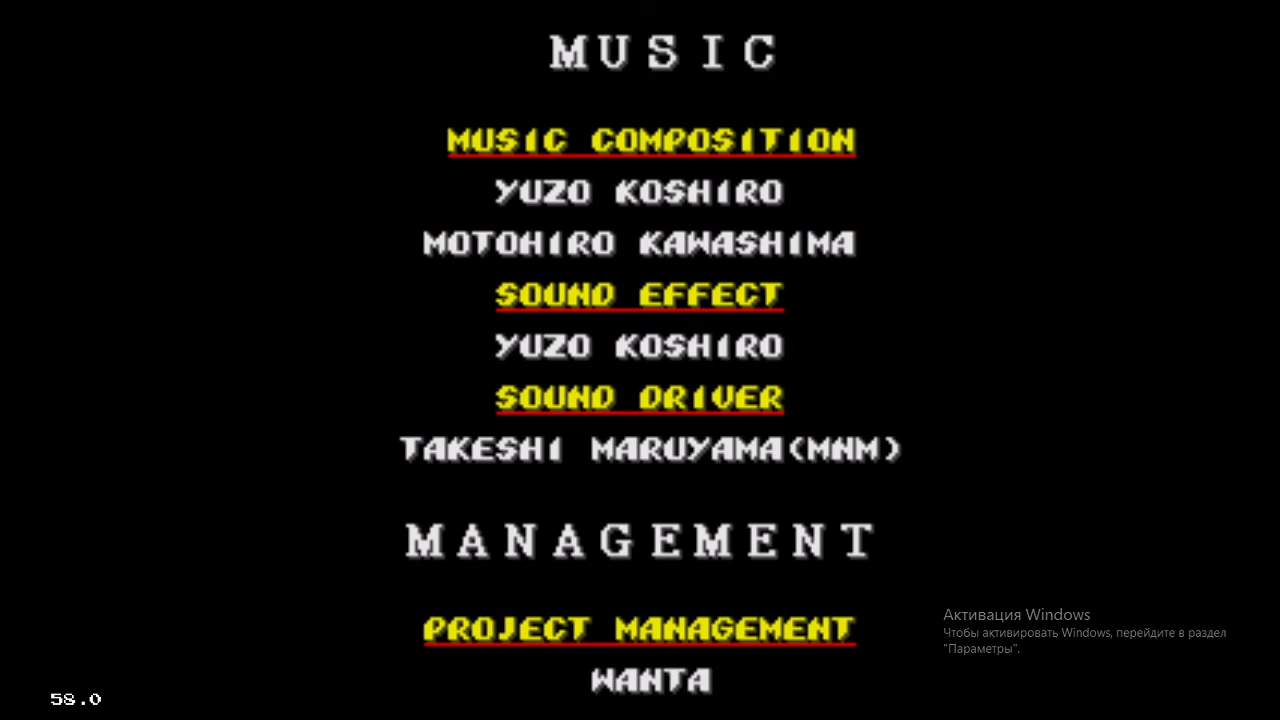 MUSIC
MUSIC COMPOSITION
YUZO KOSHIRO
MOTOHIRO KAWASHIMA
SOUND EFFECT
YUZO KOSHIRO
SOUND DRIVER
TAKESHI MARUYAMA(MNM)
MANAGEMENT
PROJECT MANAGEMENT
WANTA
Активация Windows
Чтобы активировать Windows, перейдите в раздел
"Параметры".
58.0